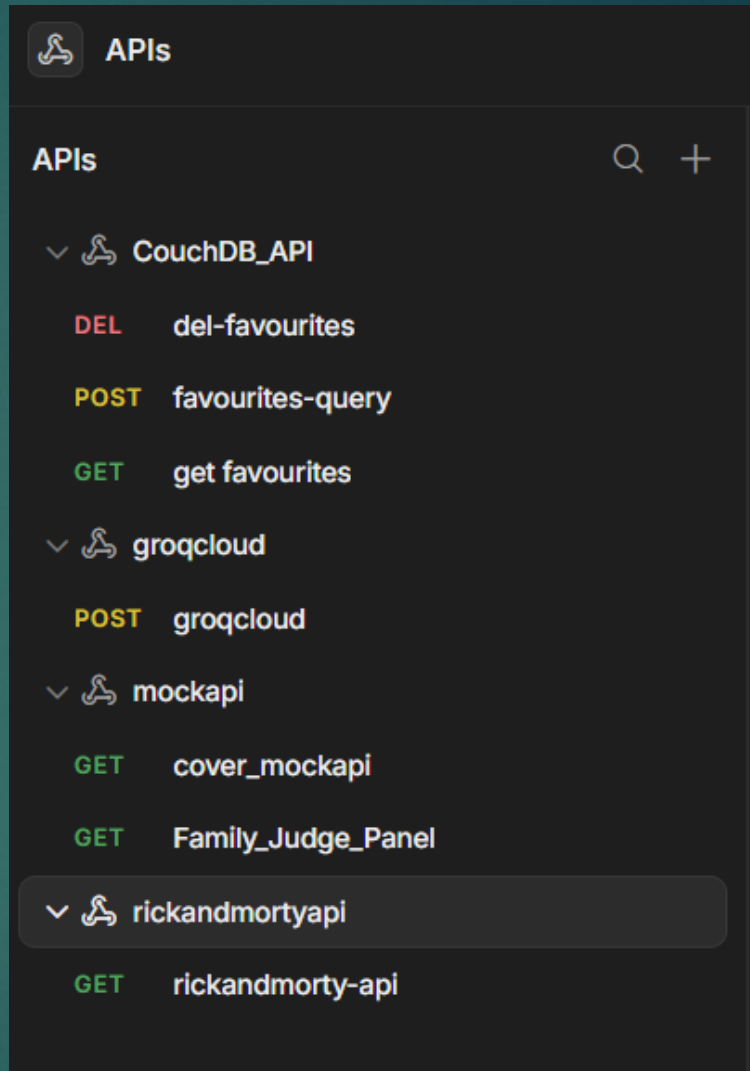 APIs
APIs
CouchDB_API
DEL del-favourites
POST favourites-query
GET get favourites
groqcloud
POST groqcloud
mockapi
GET cover_mockapi
GET Family_Judge_Panel
rickandmortyapi
GET rickandmorty-api